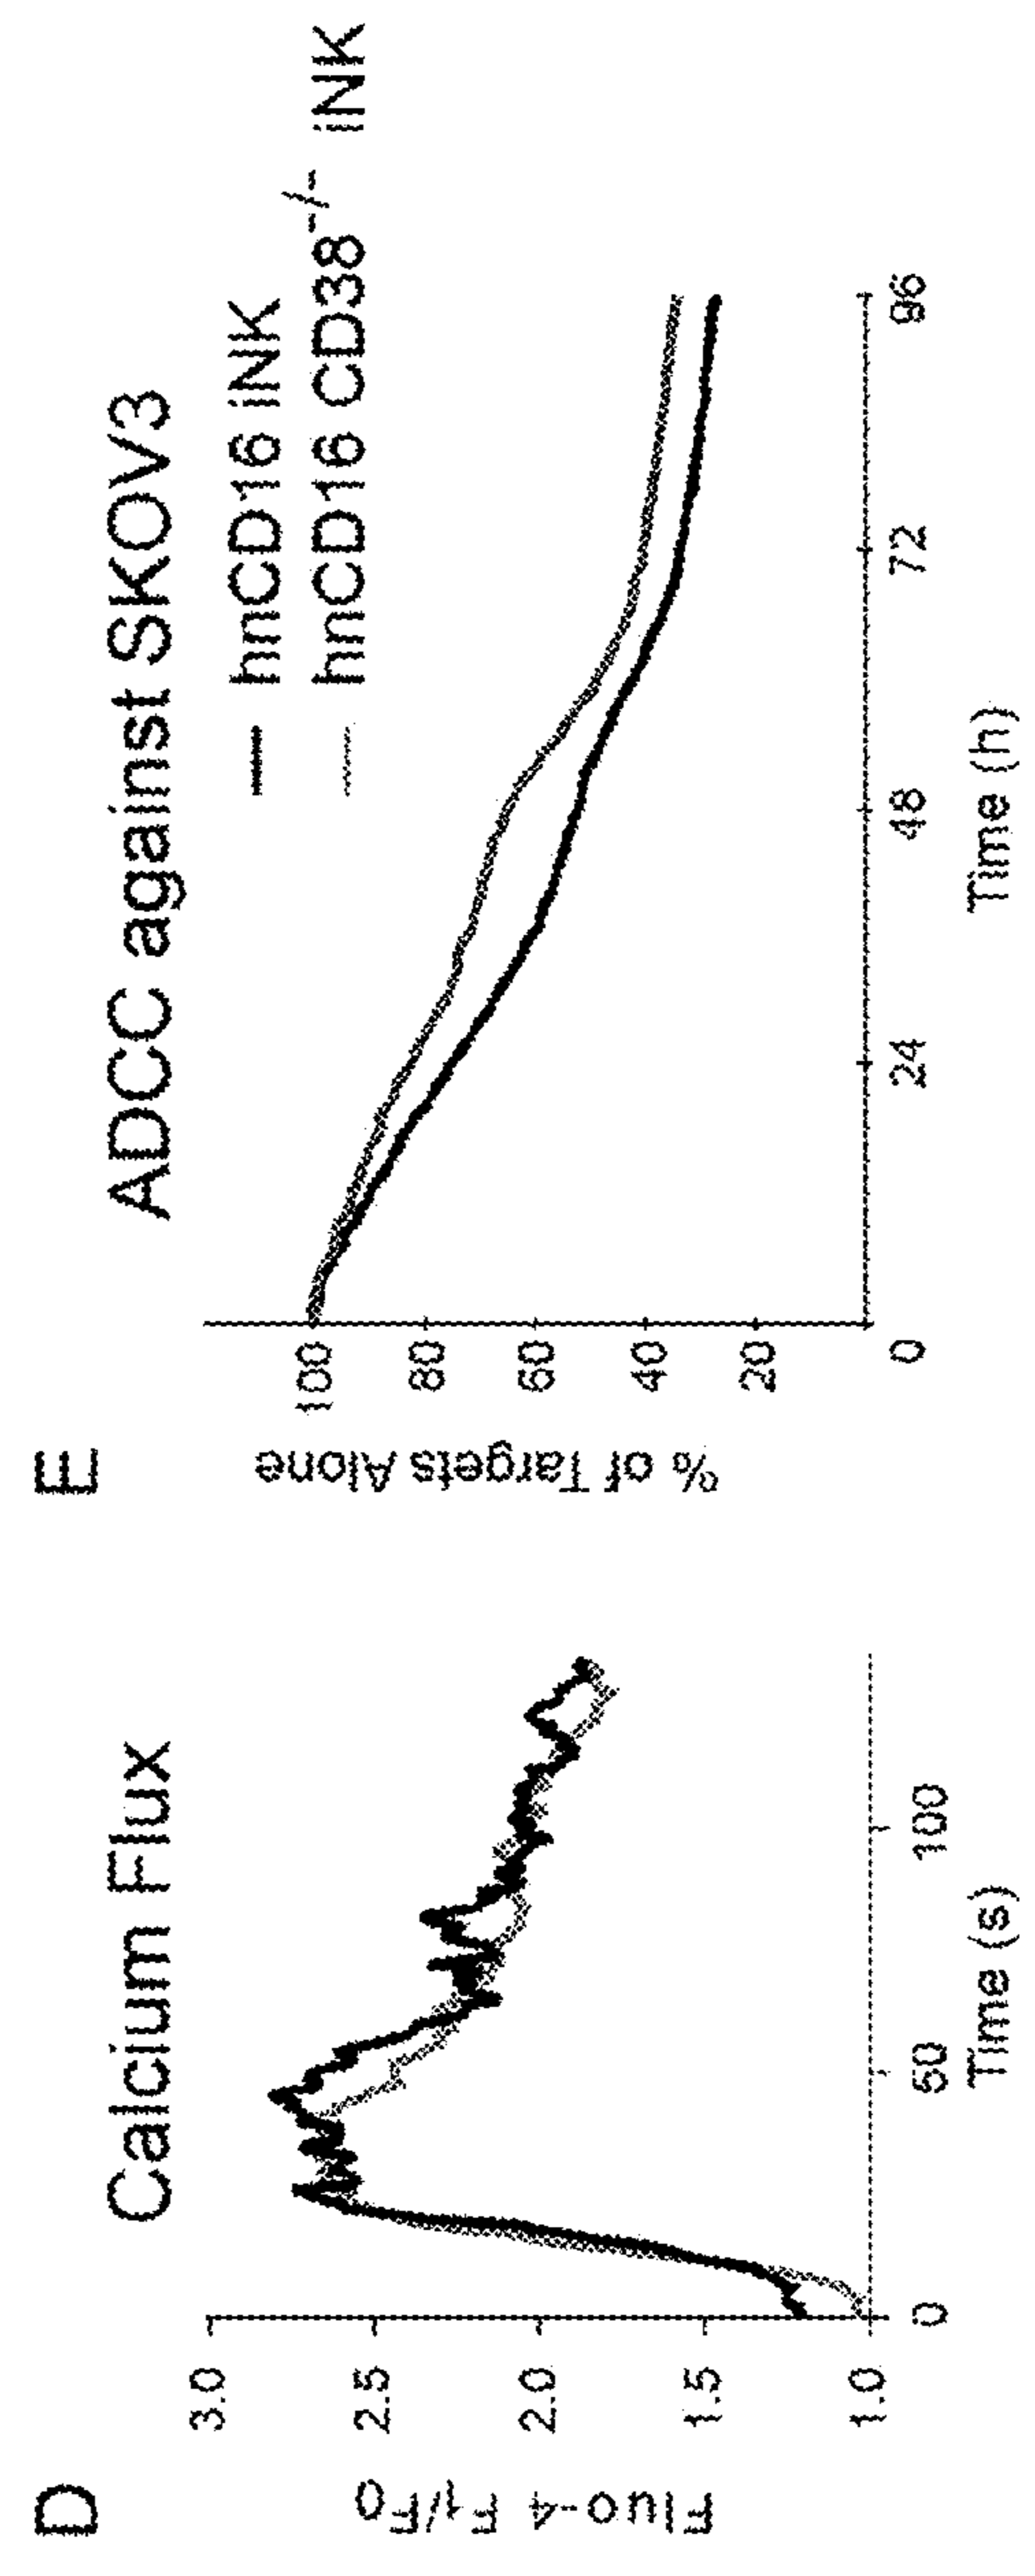 D
Calcium Flux
Fluo-4 Ft/F0
3.0
2.5
2.0
1.5
1.0
0
50
100
Time (s)
E
ADCC against SKOV3
hnCD16 iNK
hnCD16 CD38-/- iNK
% of Targets Alone
100
80
60
40
20
0
24
48
72
96
Time (h)